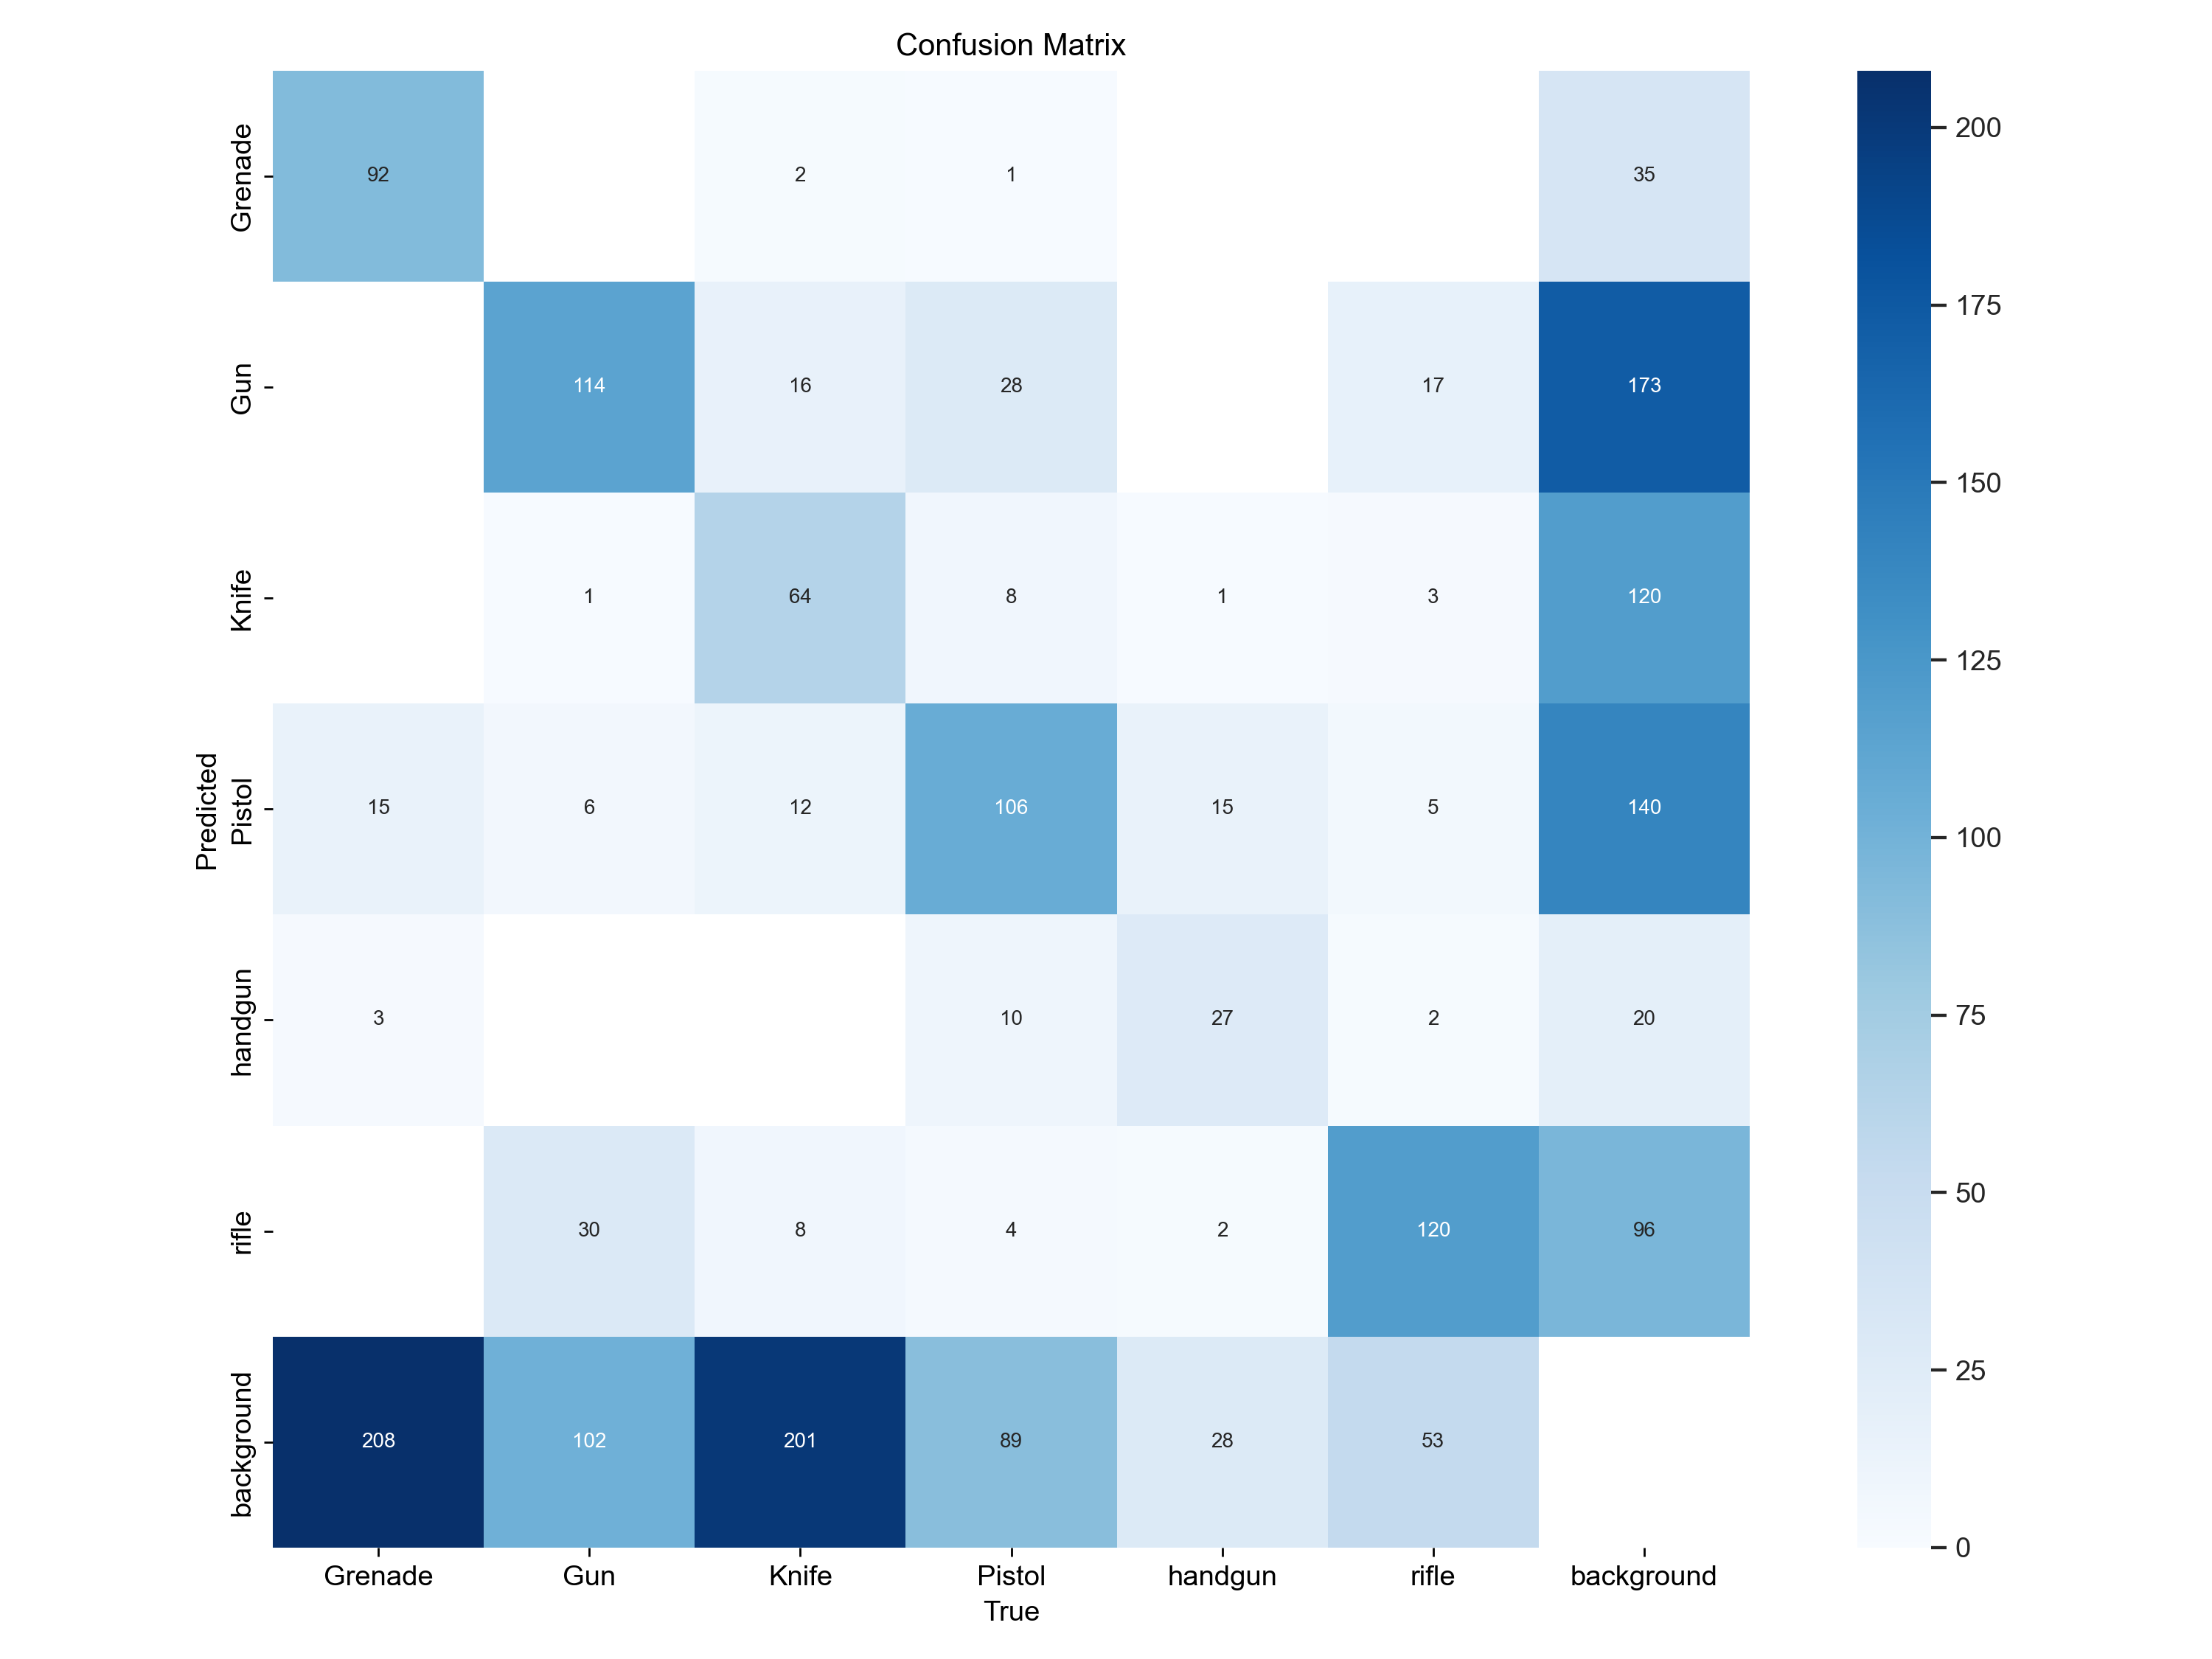 Confusion Matrix
Grenade 92 2 1 35
Gun 114 16 28 17 173
Knife 1 64 8 1 3 120
Pistol 15 6 12 106 15 5 140
handgun 3 10 27 2 20
rifle 30 8 4 2 120 96
background 208 102 201 89 28 53
Grenade Gun Knife Pistol handgun rifle background
True
Predicted
200
175
150
125
100
75
50
25
0